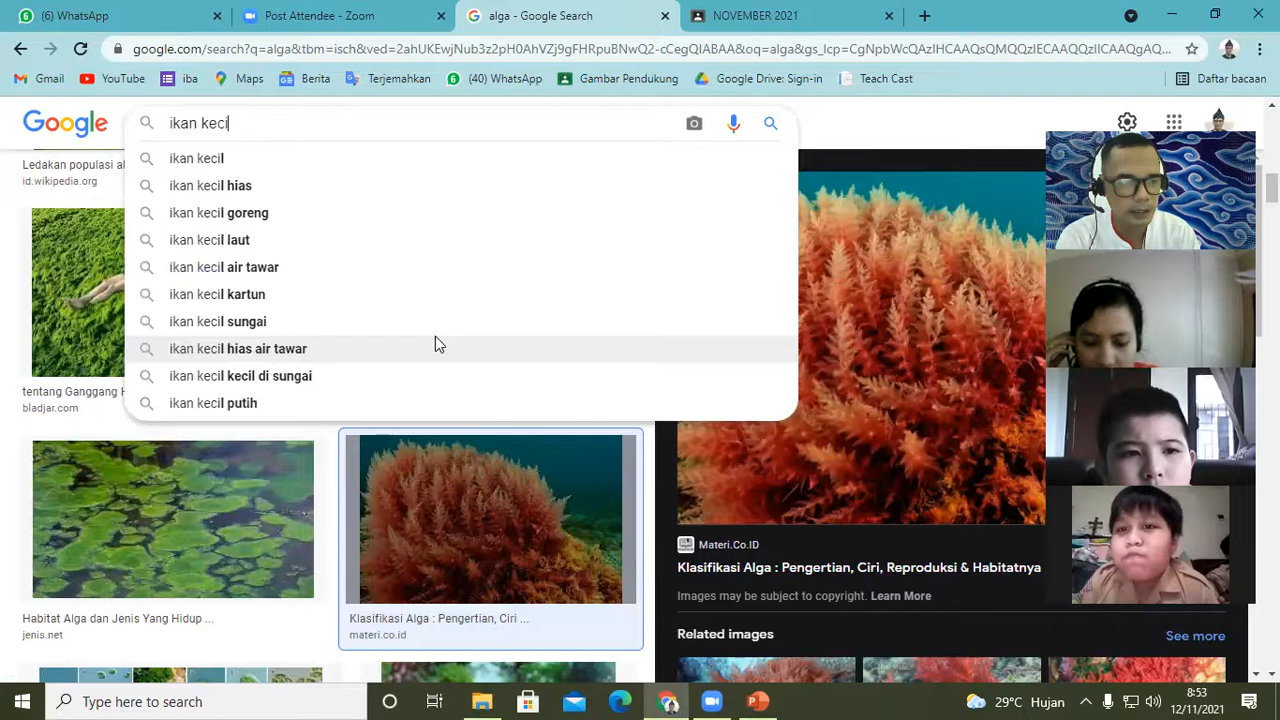 (6) WhatsApp
Post Attendee - Zoom
alga - Google Search
NOVEMBER 2021
google.com/search?q=alga&tbm=isch&ved=2ahUKEwjNub3z2pH0AhVZj9gFHRpuBNwQ2-cCegQIABAA&oq=alga&gs_lcp=CgNpbWcQAzIHCAAQsQMQQzIECAAQQzIICAAQgAQ...
Gmail
YouTube
iba
Maps
Berita
Terjemahkan
(40) WhatsApp
Gambar Pendukung
Google Drive: Sign-in
Teach Cast
Daftar bacaan
Google
ikan keci
ikan kecil
ikan kecil hias
ikan kecil goreng
ikan kecil laut
ikan kecil air tawar
ikan kecil kartun
ikan kecil sungai
ikan kecil hias air tawar
ikan kecil kecil di sungai
ikan kecil putih
Ledakan populasi al
id.wikipedia.org
tentang Ganggang H
bladjar.com
Habitat Alga dan Jenis Yang Hidup ...
jenis.net
Klasifikasi Alga : Pengertian, Ciri ...
materi.co.id
Materi.Co.ID
Klasifikasi Alga : Pengertian, Ciri, Reproduksi & Habitatnya
Images may be subject to copyright. Learn More
Related images
See more
Type here to search
29°C Hujan
8:53
12/11/2021